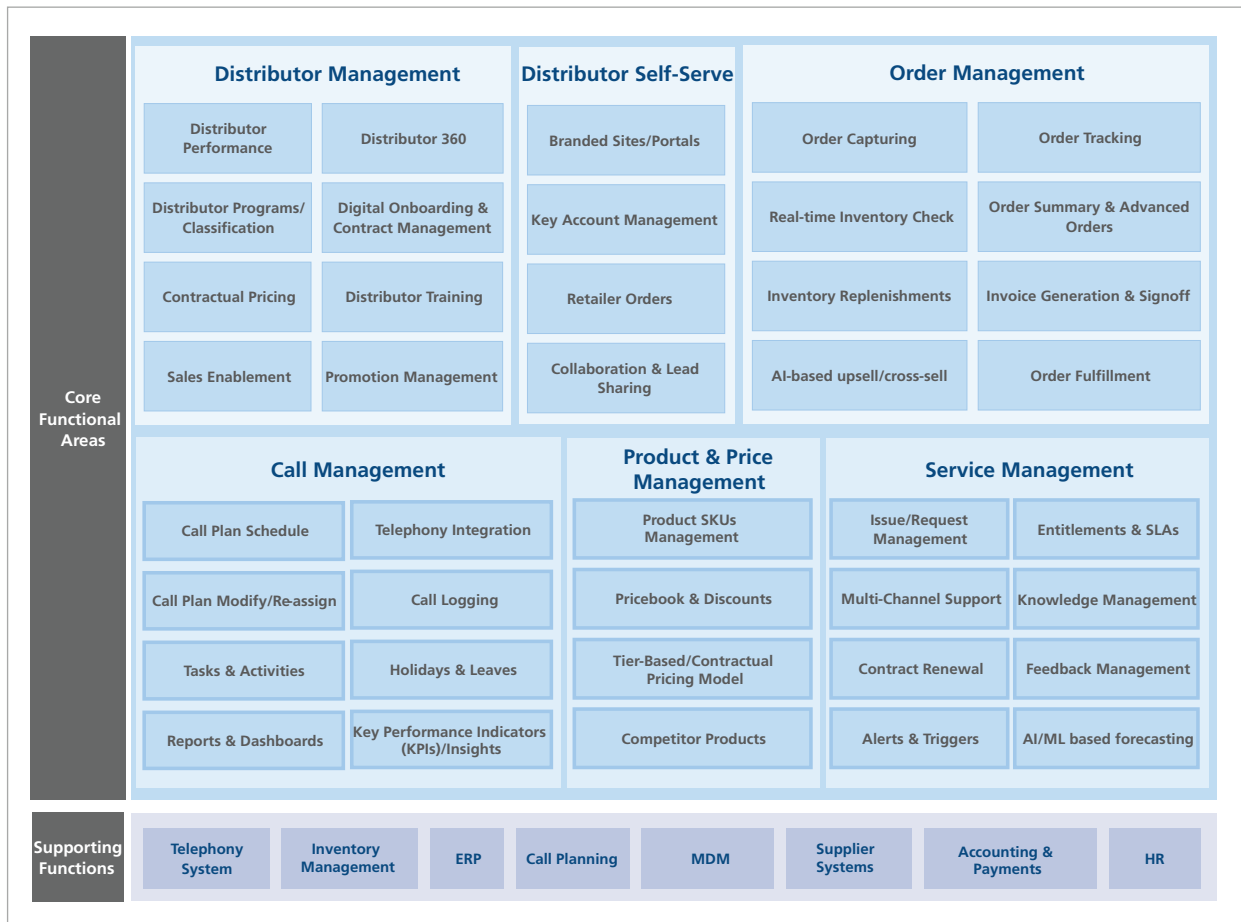 Core
Functional
Areas
Distributor Management
Distributor
Performance
Distributor 360
Distributor Programs/
Classification
Digital Onboarding &
Contract Management
Contractual Pricing
Distributor Training
Sales Enablement
Promotion Management
Distributor Self-Serve
Branded Sites/Portals
Key Account Management
Retailer Orders
Collaboration & Lead
Sharing
Order Management
Order Capturing
Order Tracking
Real-time Inventory Check
Order Summary & Advanced
Orders
Inventory Replenishments
Invoice Generation & Signoff
AI-based upsell/cross-sell
Order Fulfillment
Call Management
Call Plan Schedule
Telephony Integration
Call Plan Modify/Re-assign
Call Logging
Tasks & Activities
Holidays & Leaves
Reports & Dashboards
Key Performance Indicators
(KPIs)/Insights
Product & Price
Management
Product SKUs
Management
Pricebook & Discounts
Tier-Based/Contractual
Pricing Model
Competitor Products
Service Management
Issue/Request
Management
Entitlements & SLAs
Multi-Channel Support
Knowledge Management
Contract Renewal
Feedback Management
Alerts & Triggers
AI/ML based forecasting
Supporting
Functions
Telephony
System
Inventory
Management
ERP
Call Planning
MDM
Supplier
Systems
Accounting &
Payments
HR